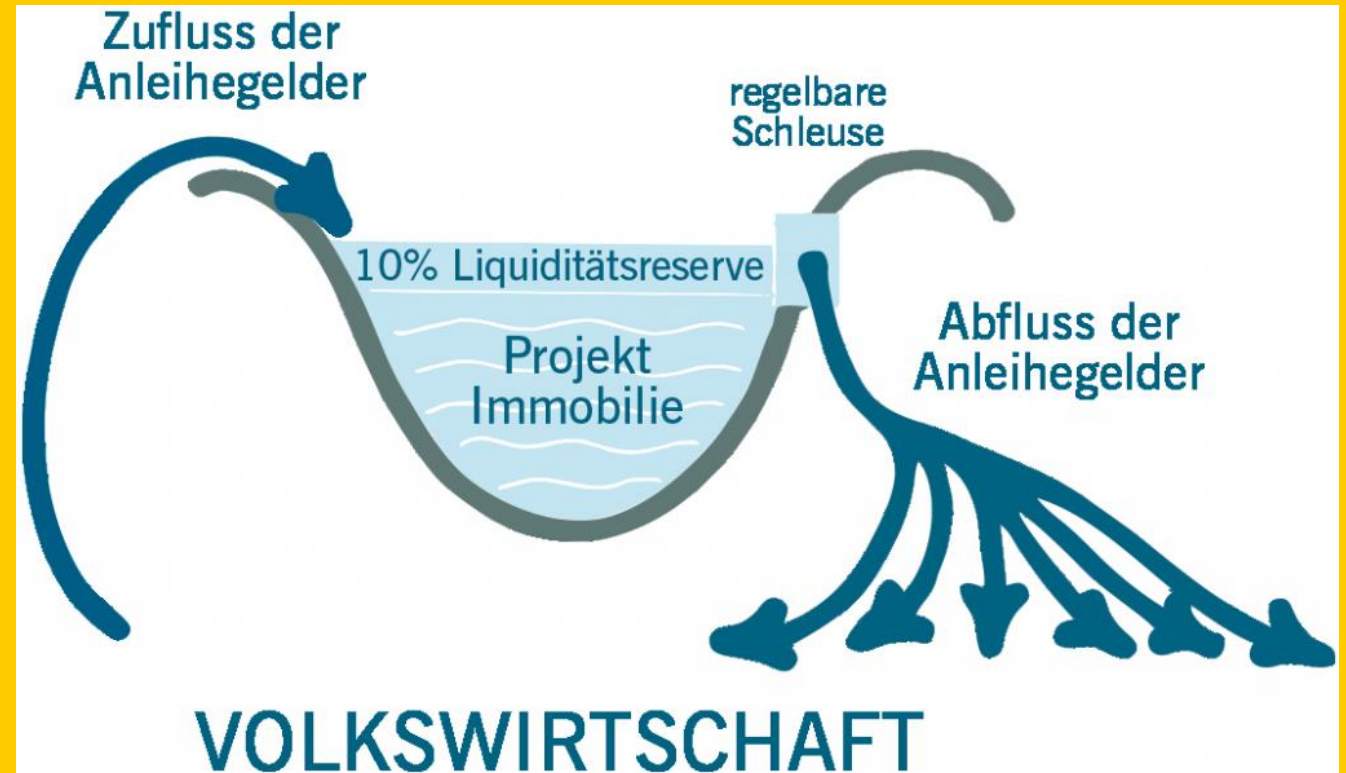 Zufluss der
Anleihegelder
regelbare
Schleuse
10% Liquiditätsreserve
Projekt
Immobilie
Abfluss der
Anleihegelder
VOLKSWIRTSCHAFT